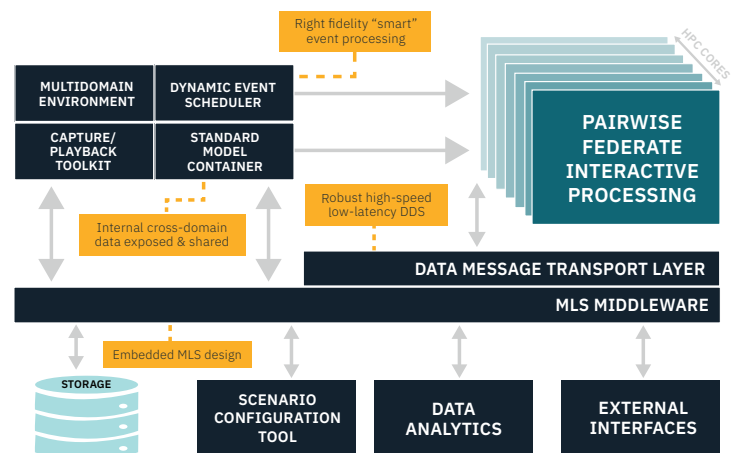 Right fidelity “smart”
event processing
HPC CORES
MULTIDOMAIN
ENVIRONMENT
DYNAMIC EVENT
SCHEDULER
CAPTURE/
PLAYBACK
TOOLKIT
STANDARD
MODEL
CONTAINER
PAIRWISE
FEDERATE
INTERACTIVE
PROCESSING
Robust high-speed
low-latency DDS
Internal cross-domain
data exposed & shared
DATA MESSAGE TRANSPORT LAYER
MLS MIDDLEWARE
Embedded MLS design
STORAGE
SCENARIO
CONFIGURATION
TOOL
DATA
ANALYTICS
EXTERNAL
INTERFACES